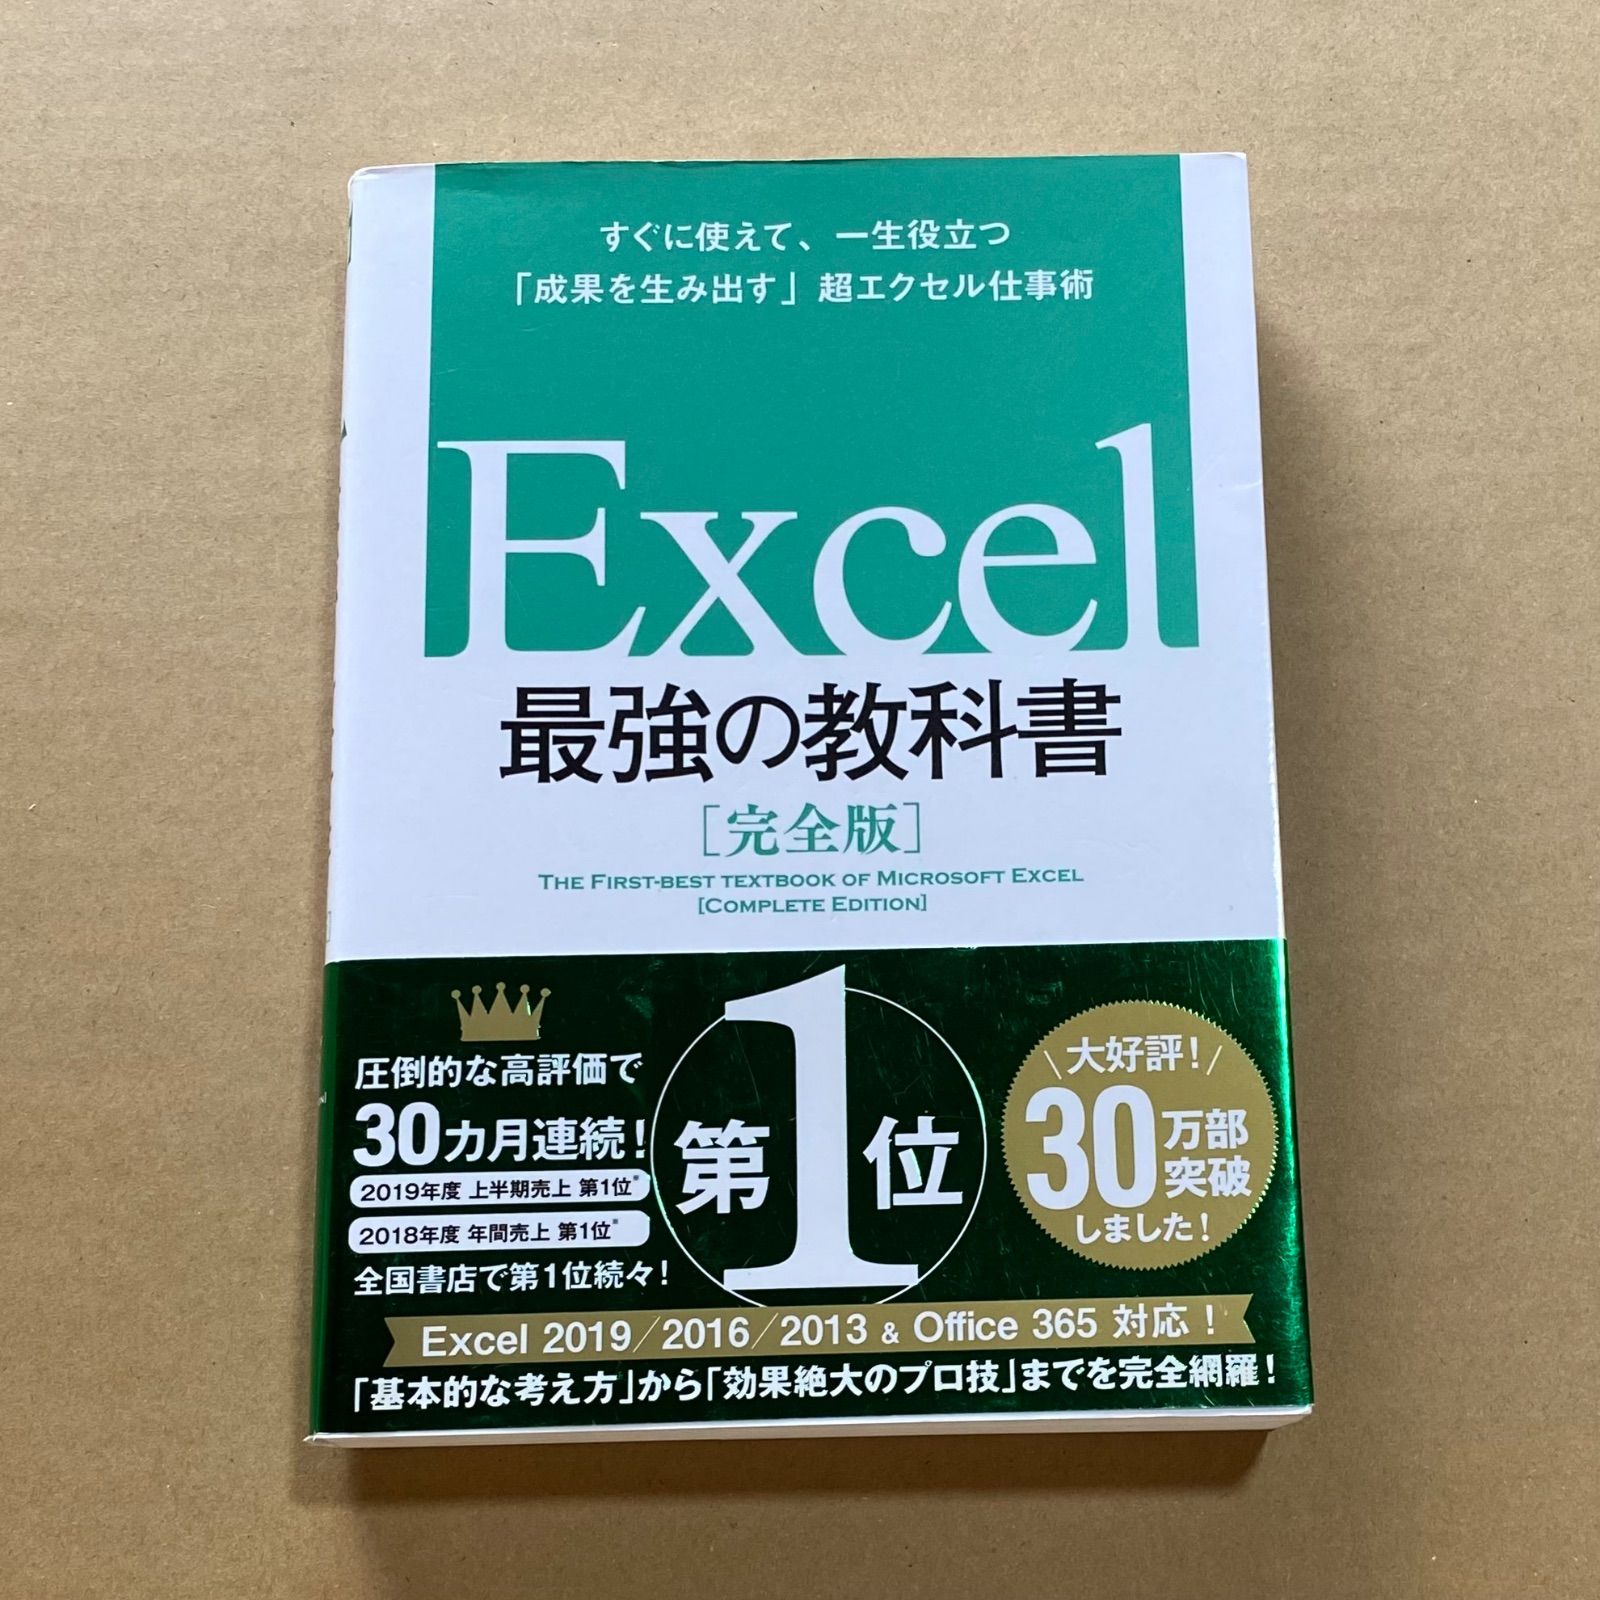 すぐに使えて、一生役立つ
「成果を生み出す」超エクセル仕事術
Excel
最強の教科書
[完全版]
THE FIRST-BEST TEXTBOOK OF MICROSOFT EXCEL
[COMPLETE EDITION]
圧倒的な高評価で
30カ月連続!
2019年度 上半期売上 第1位※
2018年度 年間売上 第1位※
全国書店で第1位続々!
第1位
大好評!
30万部
突破
しました!
Excel 2019/2016/2013 & Office 365 対応!
「基本的な考え方」から「効果絶大のプロ技」までを完全網羅!